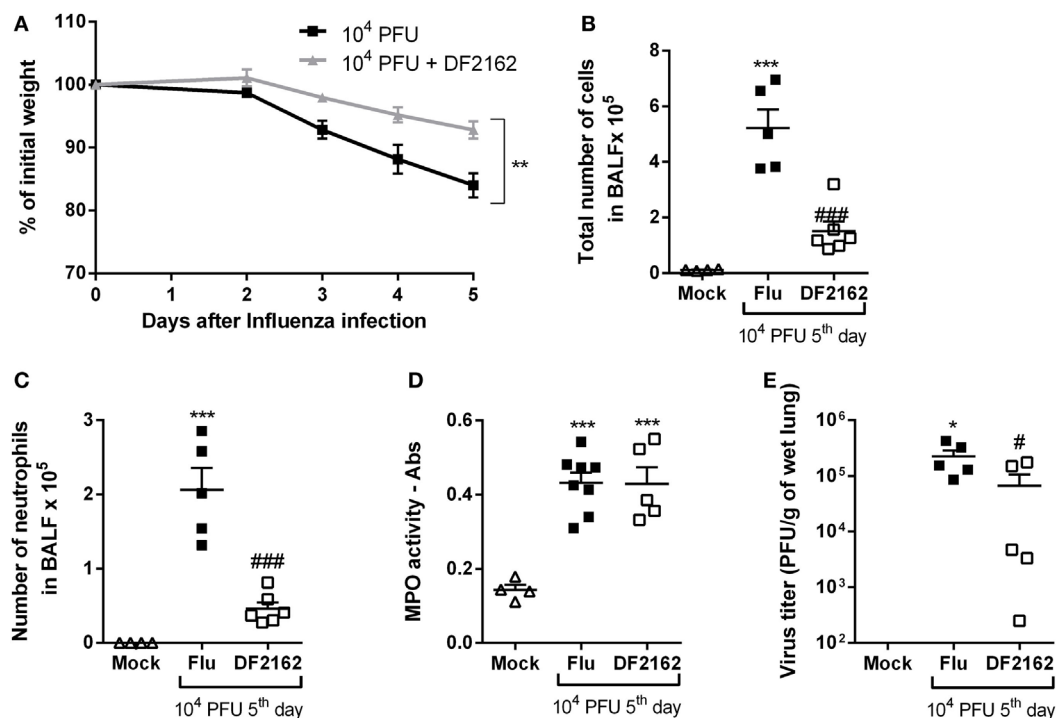 A
110
100
90
80
70
% of initial weight
10⁴ PFU
10⁴ PFU + DF2162
**
0 1 2 3 4 5
Days after Influenza infection
B
8
6
4
2
0
Total number of cells
in BALFx 10⁵
***
###
Mock Flu DF2162
10⁴ PFU 5ᵗʰ day
C
3
2
1
0
Number of neutrophils
in BALF x 10⁵
***
###
Mock Flu DF2162
10⁴ PFU 5ᵗʰ day
D
0.6
0.4
0.2
0.0
MPO activity - Abs
*** ***
Mock Flu DF2162
10⁴ PFU 5ᵗʰ day
E
10⁶
10⁵
10⁴
10³
10²
Virus titer (PFU/g of wet lung)
* #
Mock Flu DF2162
10⁴ PFU 5ᵗʰ day